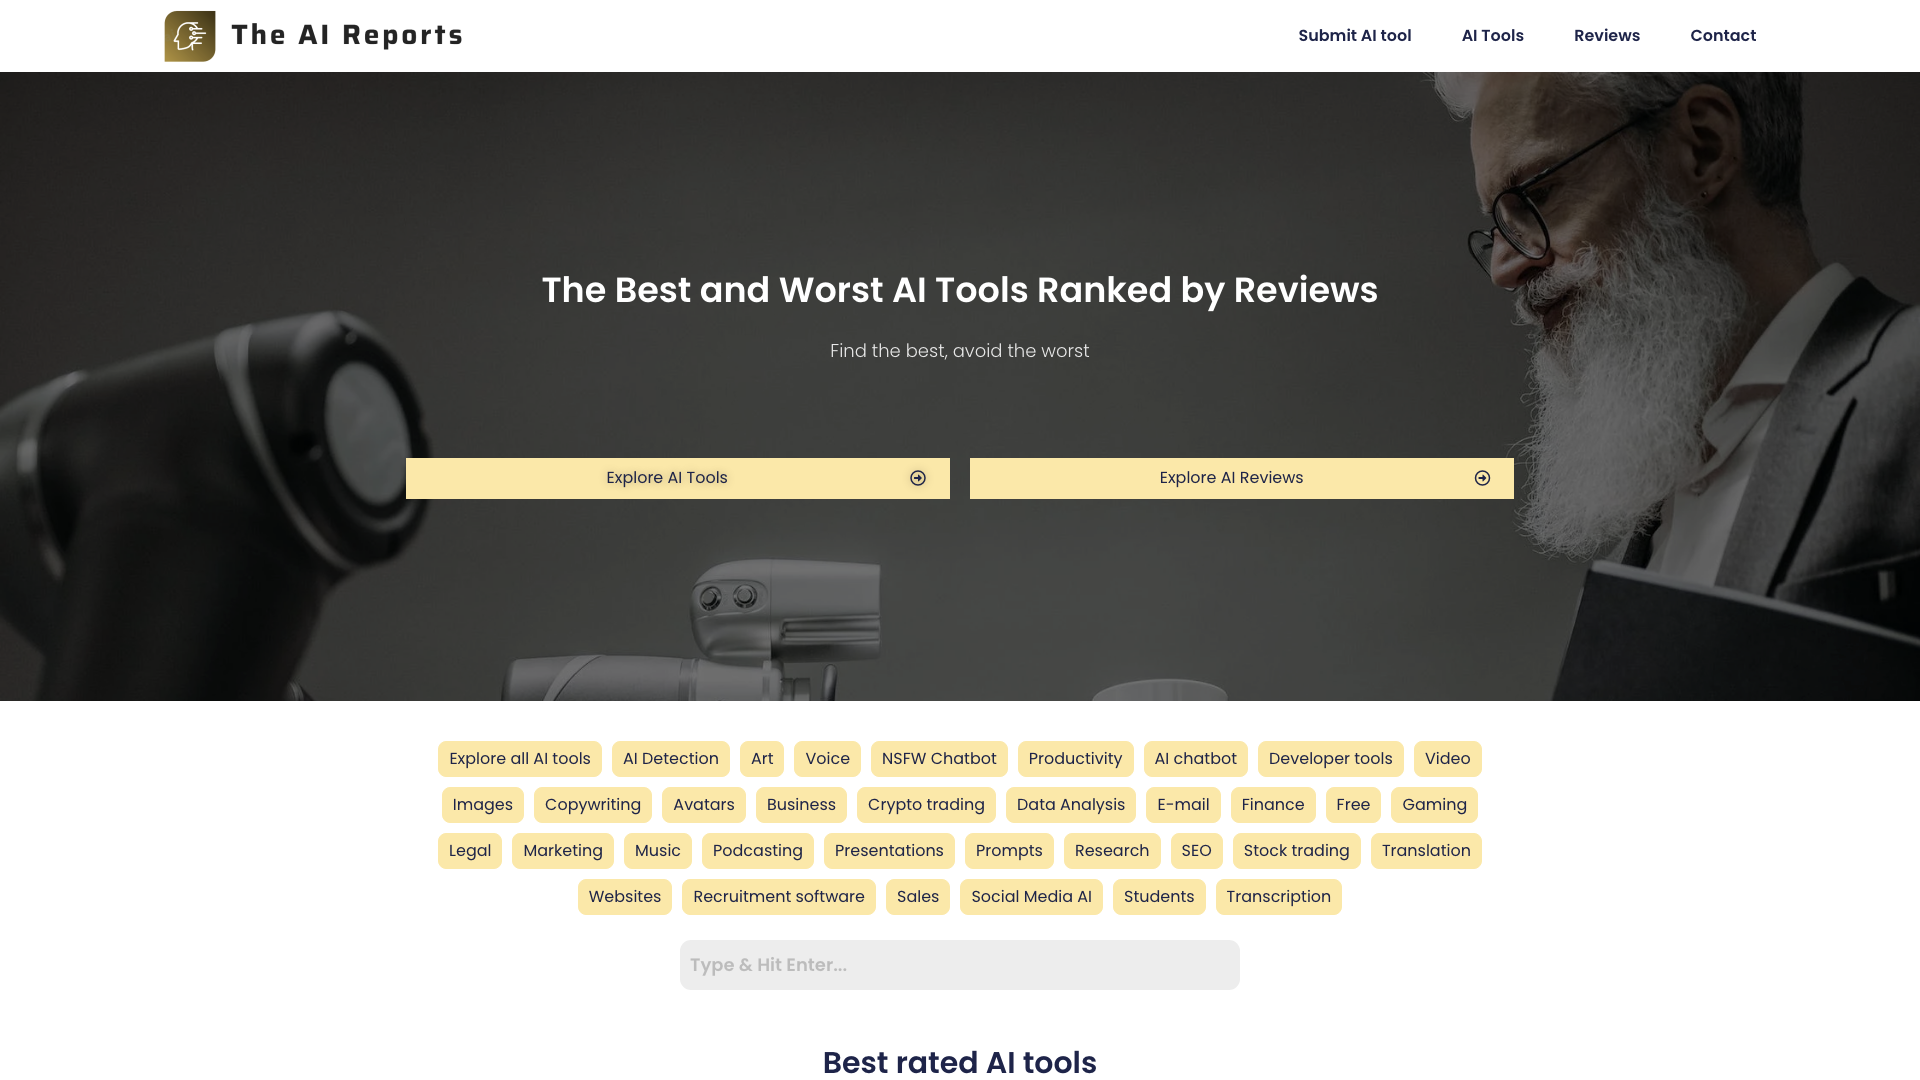 The AI Reports
Submit AI tool
AI Tools
Reviews
Contact
The Best and Worst AI Tools Ranked by Reviews
Find the best, avoid the worst
Explore AI Tools
Explore AI Reviews
Explore all AI tools
AI Detection
Art
Voice
NSFW Chatbot
Productivity
AI chatbot
Developer tools
Video
Images
Copywriting
Avatars
Business
Crypto trading
Data Analysis
E-mail
Finance
Free
Gaming
Legal
Marketing
Music
Podcasting
Presentations
Prompts
Research
SEO
Stock trading
Translation
Websites
Recruitment software
Sales
Social Media AI
Students
Transcription
Type & Hit Enter...
Best rated AI tools